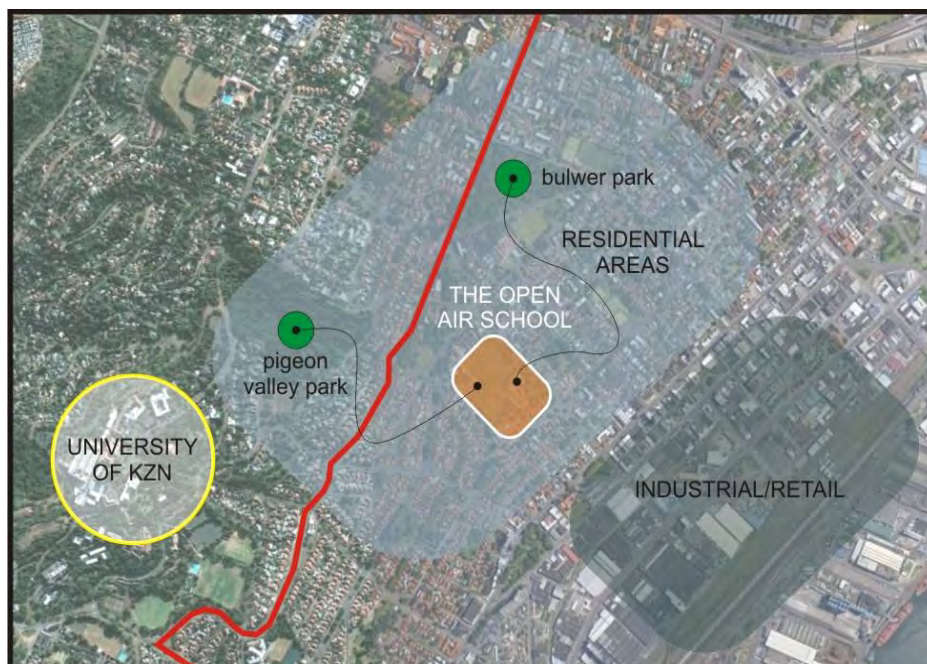 bulwer park
RESIDENTIAL
AREAS
THE OPEN
AIR SCHOOL
pigeon
valley park
UNIVERSITY
OF KZN
INDUSTRIAL/RETAIL